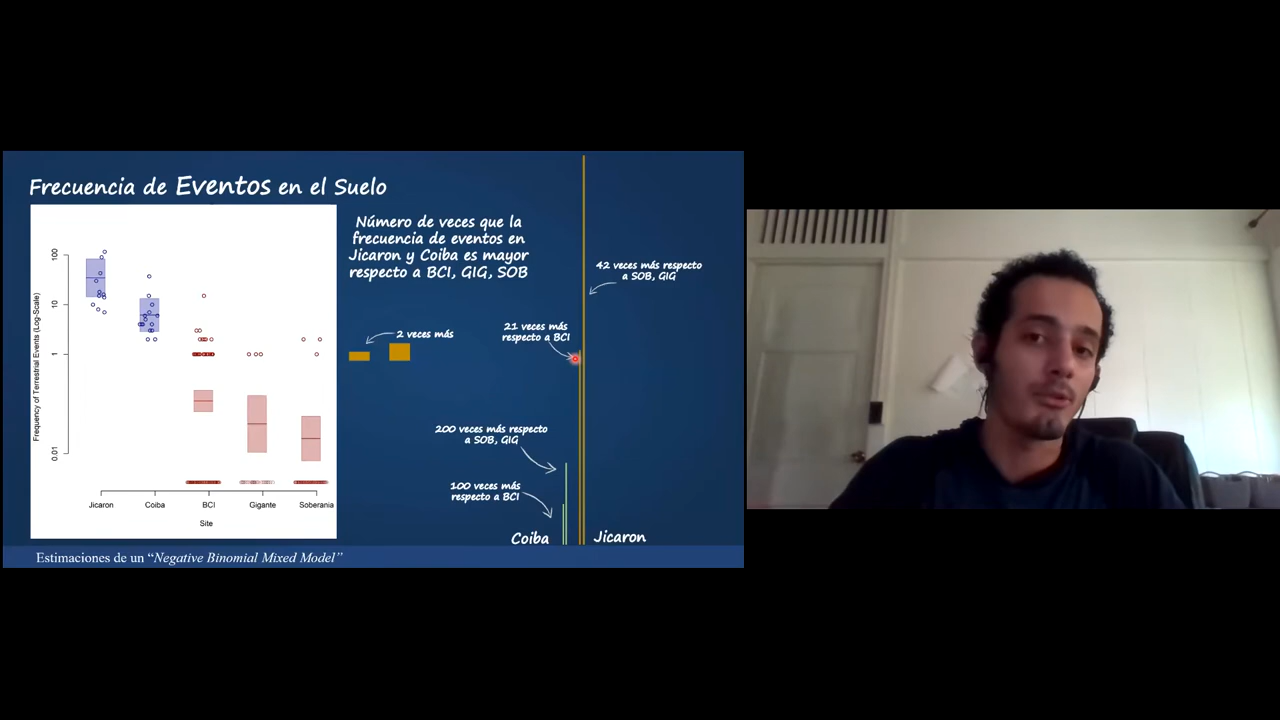 Frecuencia de Eventos en el Suelo
100
10
1
0.01
Frequency of Terrestrial Events (Log-Scale)
Jicaron
Coiba
BCI
Gigante
Soberania
Site
Número de veces que la
frecuencia de eventos en
Jicaron y Coiba es mayor
respecto a BCI, GIG, SOB
2 veces más
42 veces más respecto
a SOB, GIG
21 veces más
respecto a BCI
200 veces más respecto
a SOB, GIG
100 veces más
respecto a BCI
Coiba
Jicaron
Estimaciones de un “Negative Binomial Mixed Model”